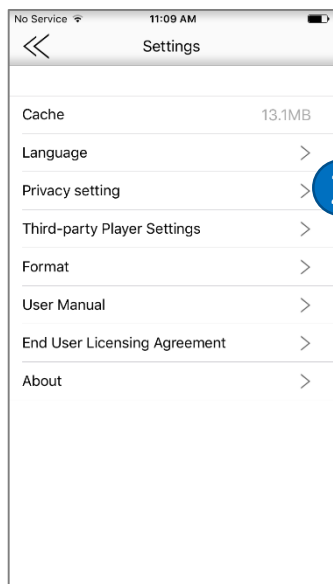 No Service 11:09 AM
Settings
Cache 13.1MB
Language
Privacy setting
Third-party Player Settings
Format
User Manual
End User Licensing Agreement
About